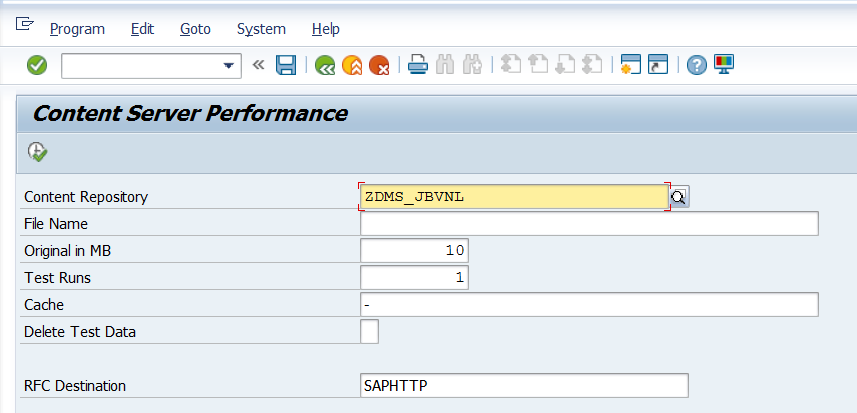 Program Edit Goto System Help
Content Server Performance
Content Repository ZDMS_JBVNL
File Name
Original in MB 10
Test Runs 1
Cache -
Delete Test Data
RFC Destination SAPHTTP